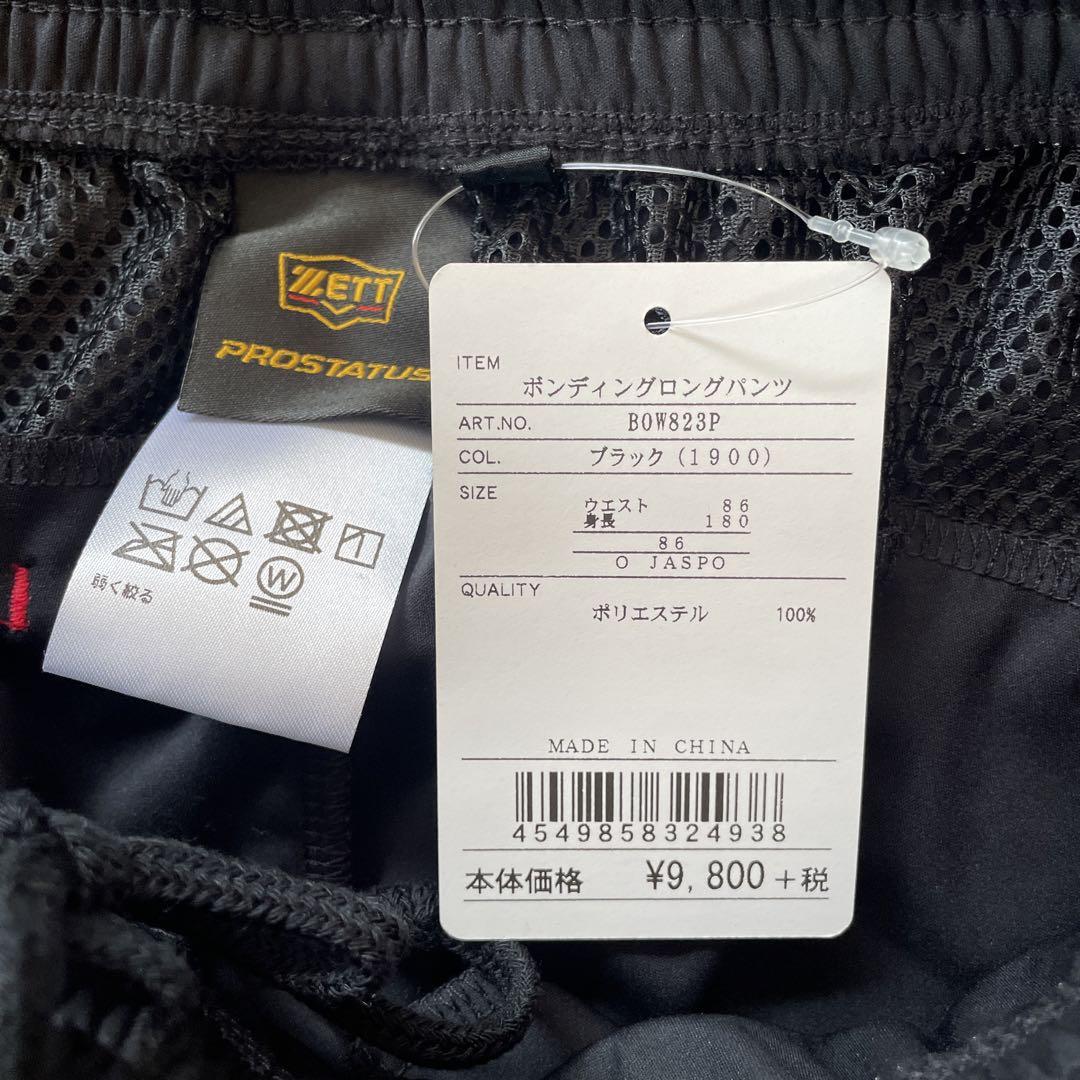 ZETT
PROSTATUS
弱く絞る
W
ITEM
ボンディングロングパンツ
ART.NO. BOW823P
COL. ブラック(1900)
SIZE
ウエスト 86
身長 180
86
O JASPO
QUALITY
ポリエステル 100%
MADE IN CHINA
4549858324938
本体価格 ¥9,800+税